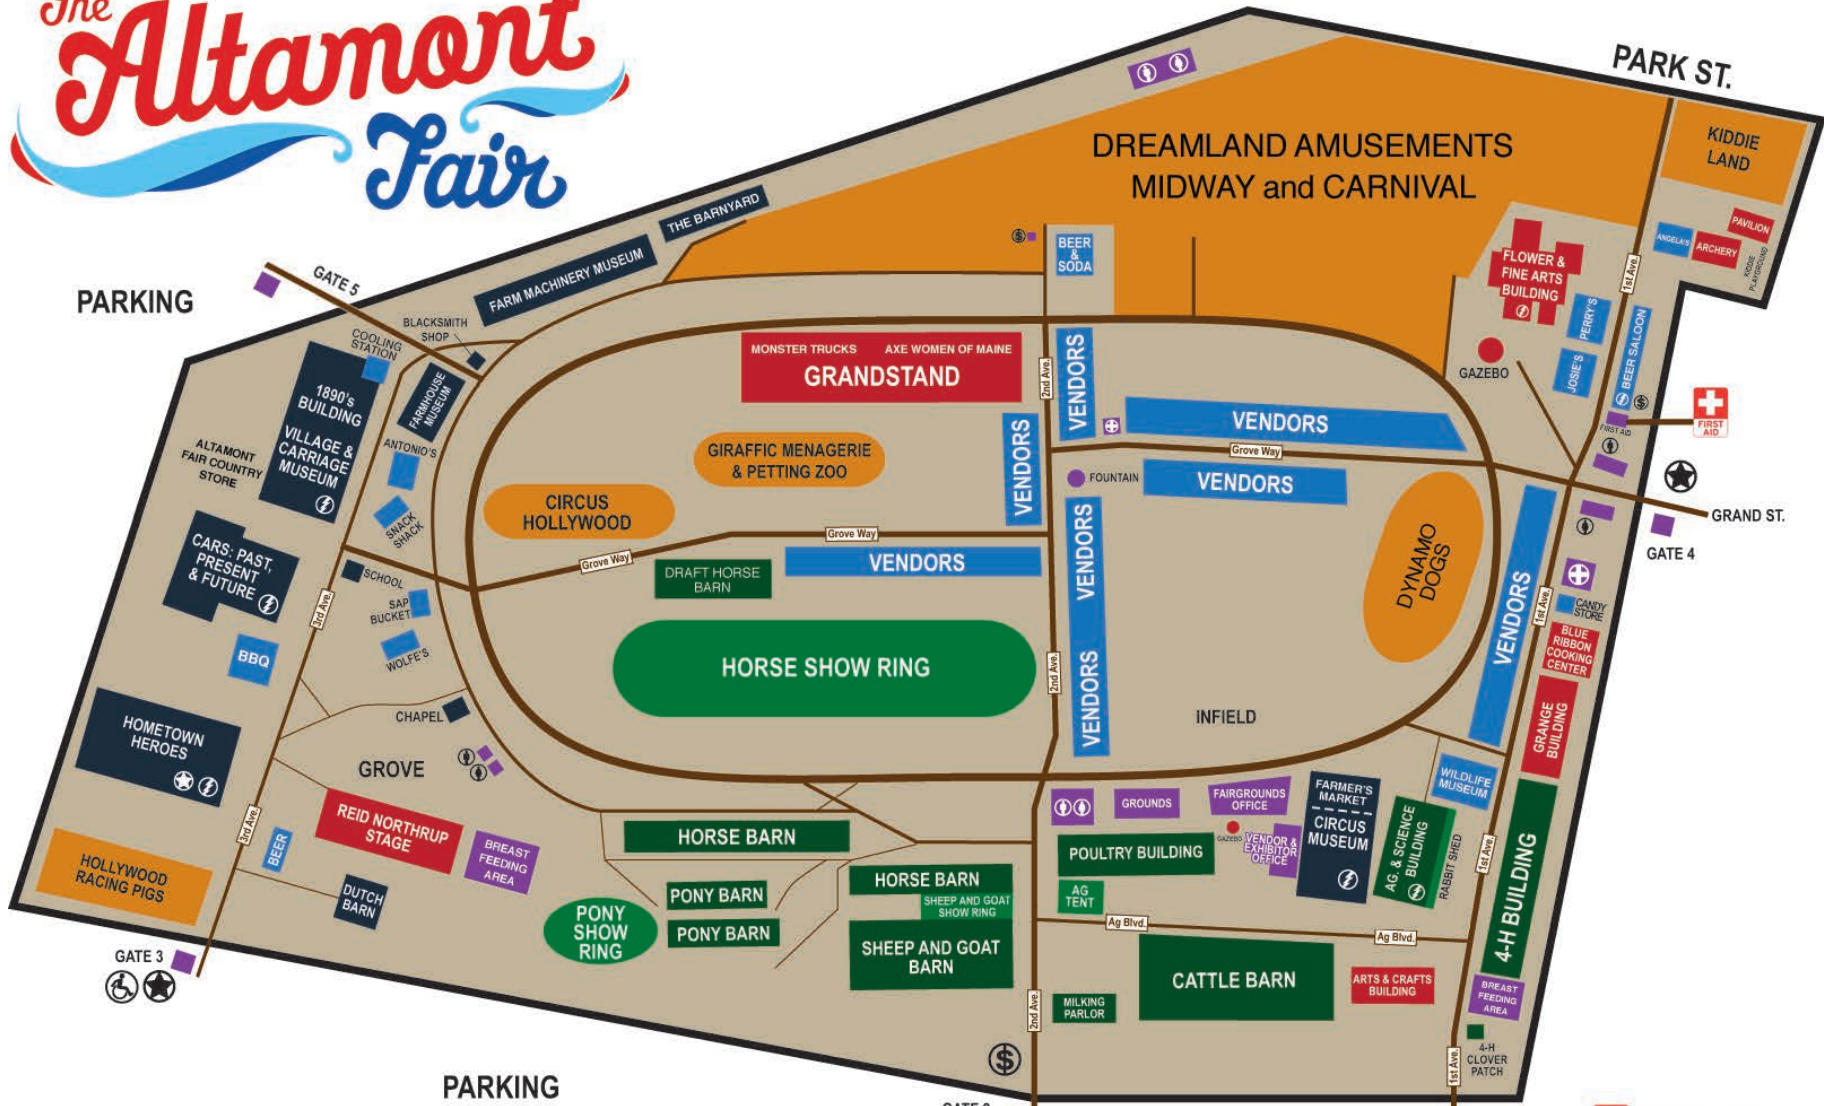 The
Altamont
Fair
PARK ST.
KIDDIE
LAND
DREAMLAND AMUSEMENTS
MIDWAY and CARNIVAL
PAVILION
ANGELA'S
ARCHERY
KIDDIE
PLAYGROUND
THE BARNYARD
FARM MACHINERY MUSEUM
BEER
&
SODA
FLOWER &
FINE ARTS
BUILDING
1st Ave.
PERRY'S
JOSIE'S
BEER SALOON
GAZEBO
FIRST AID
FIRST
AID
PARKING
GATE 5
BLACKSMITH
SHOP
COOLING
STATION
FARMHOUSE
MUSEUM
1890's
BUILDING
VILLAGE &
CARRIAGE
MUSEUM
ALTAMONT
FAIR COUNTRY
STORE
ANTONIO'S
SNACK
SHACK
MONSTER TRUCKS
AXE WOMEN OF MAINE
GRANDSTAND
2nd Ave.
VENDORS
VENDORS
VENDORS
Grove Way
VENDORS
FOUNTAIN
GIRAFFIC MENAGERIE
& PETTING ZOO
CIRCUS
HOLLYWOOD
Grove Way
Grove Way
VENDORS
DRAFT HORSE
BARN
HORSE SHOW RING
VENDORS
VENDORS
2nd Ave.
DYNAMO
DOGS
VENDORS
INFIELD
GRAND ST.
GATE 4
1st Ave.
CANDY
STORE
BLUE
RIBBON
COOKING
CENTER
GRANGE
BUILDING
CARS: PAST,
PRESENT
& FUTURE
SCHOOL
SAP
BUCKET
WOLFE'S
3rd Ave.
BBQ
CHAPEL
HOMETOWN
HEROES
GROVE
REID NORTHRUP
STAGE
BREAST
FEEDING
AREA
3rd Ave.
BEER
DUTCH
BARN
HOLLYWOOD
RACING PIGS
GATE 3
HORSE BARN
PONY BARN
PONY BARN
PONY
SHOW
RING
HORSE BARN
SHEEP AND GOAT
SHOW RING
SHEEP AND GOAT
BARN
GROUNDS
FAIRGROUNDS
OFFICE
GAZEBO
VENDOR &
EXHIBITOR
OFFICE
POULTRY BUILDING
AG
TENT
FARMER'S
MARKET
CIRCUS
MUSEUM
AG. & SCIENCE
BUILDING
RABBIT SHED
WILDLIFE
MUSEUM
1st Ave.
4-H BUILDING
Ag Blvd.
Ag Blvd.
CATTLE BARN
ARTS & CRAFTS
BUILDING
MILKING
PARLOR
BREAST
FEEDING
AREA
4-H
CLOVER
PATCH
2nd Ave.
1st Ave.
PARKING